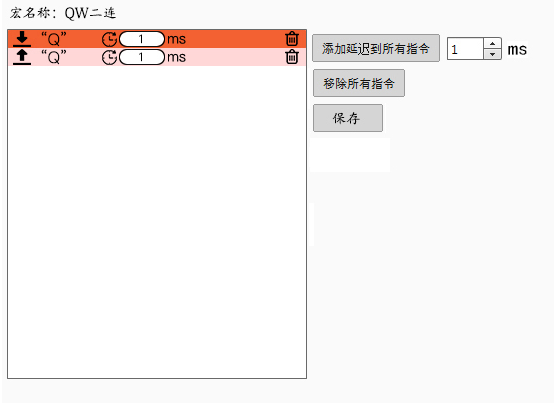 宏名称：QW二连
“Q” 1 ms
“Q” 1 ms
添加延迟到所有指令 1 ms
移除所有指令
保存